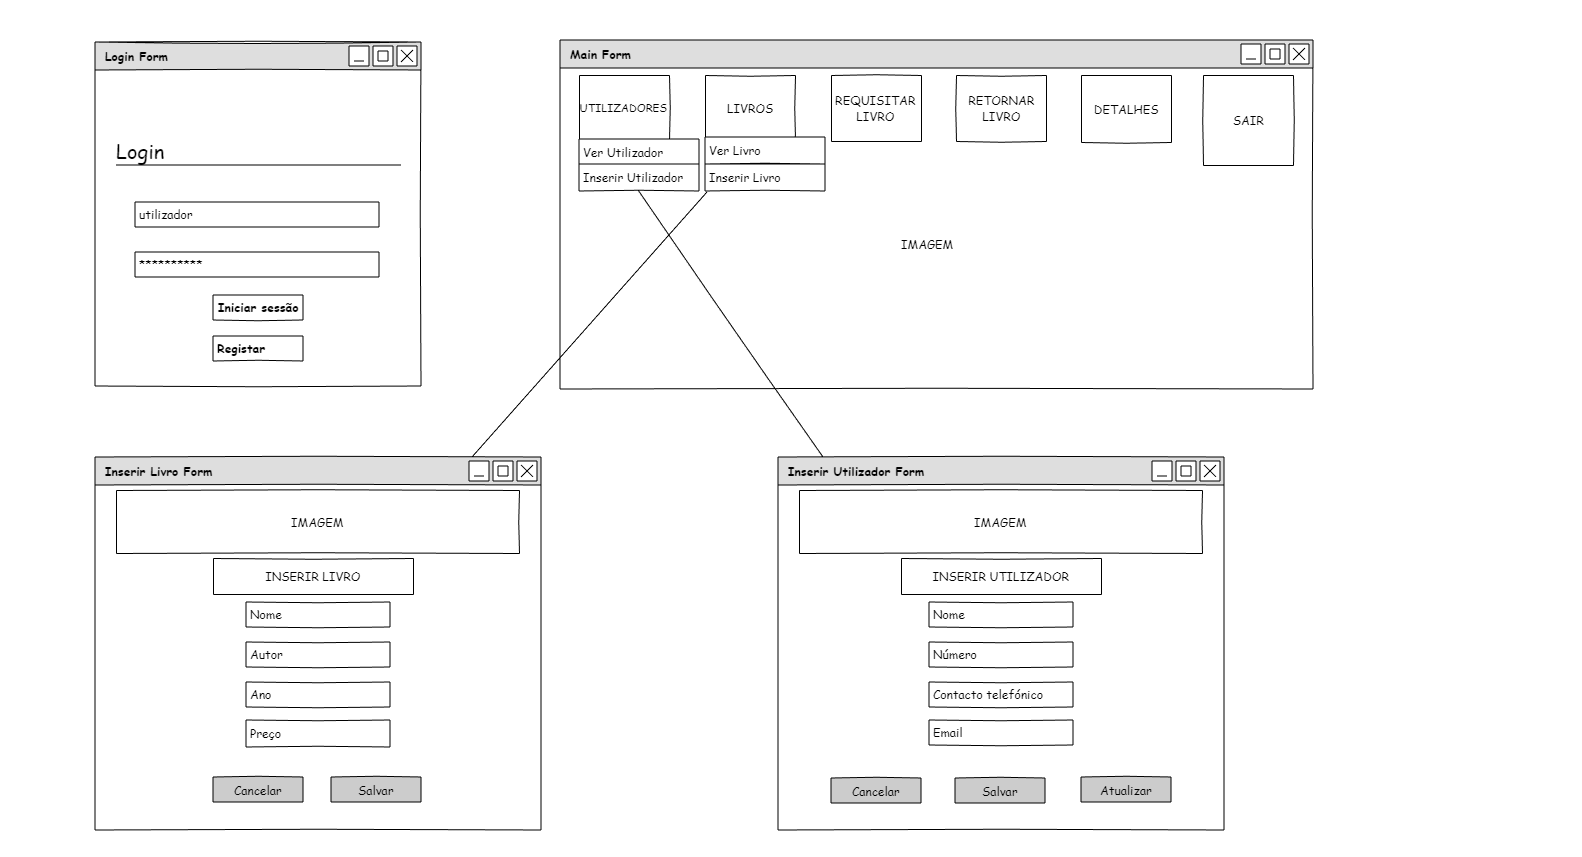 Login Form
Login
utilizador
**********
Iniciar sessão
Registar
Main Form
UTILIZADORES
LIVROS
REQUISITAR
LIVRO
RETORNAR
LIVRO
DETALHES
SAIR
Ver Utilizador
Inserir Utilizador
Ver Livro
Inserir Livro
IMAGEM
Inserir Livro Form
IMAGEM
INSERIR LIVRO
Nome
Autor
Ano
Preço
Cancelar
Salvar
Inserir Utilizador Form
IMAGEM
INSERIR UTILIZADOR
Nome
Número
Contacto telefónico
Email
Cancelar
Salvar
Atualizar